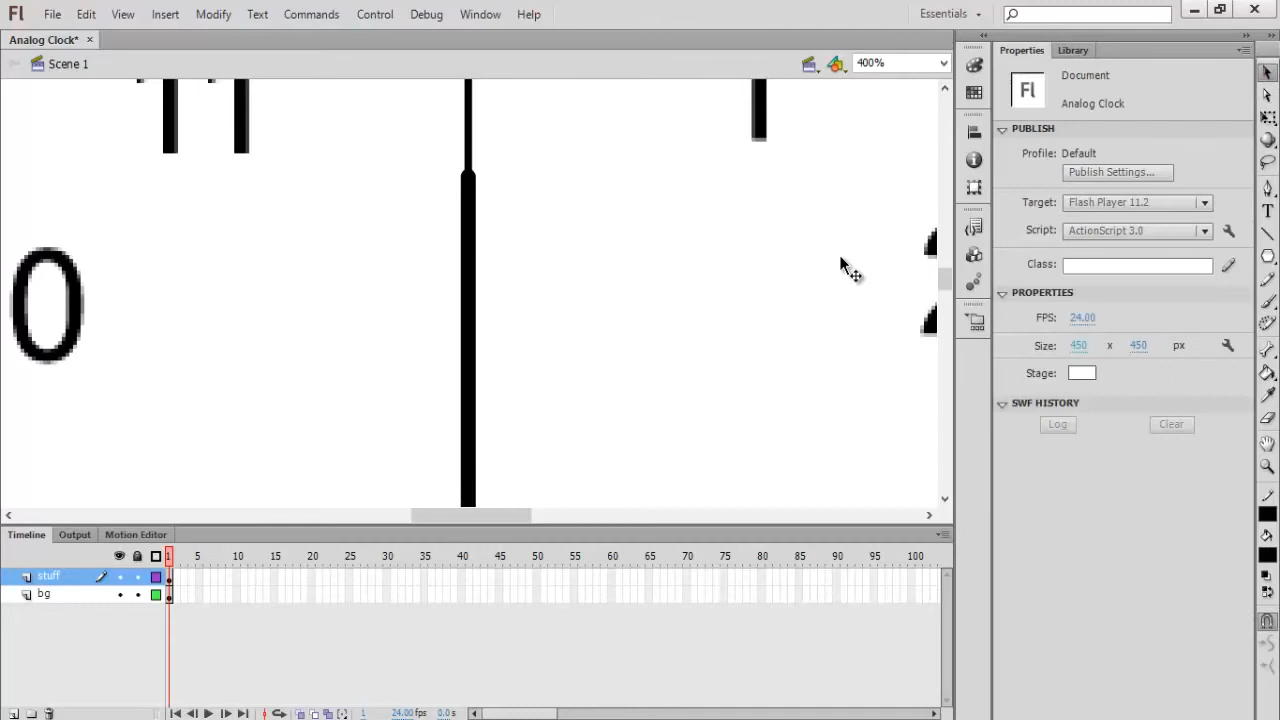 Fl File Edit View Insert Modify Text Commands Control Debug Window Help Essentials
Analog Clock* ×
Scene 1 400%
0
Properties Library
Fl Document
Analog Clock
PUBLISH
Profile: Default
Publish Settings...
Target: Flash Player 11.2
Script: ActionScript 3.0
Class:
PROPERTIES
FPS: 24.00
Size: 450 x 450 px
Stage:
SWF HISTORY
Log Clear
Timeline Output Motion Editor
1 5 10 15 20 25 30 35 40 45 50 55 60 65 70 75 80 85 90 95 100
stuff
bg
1 24.00 fps 0.0 s